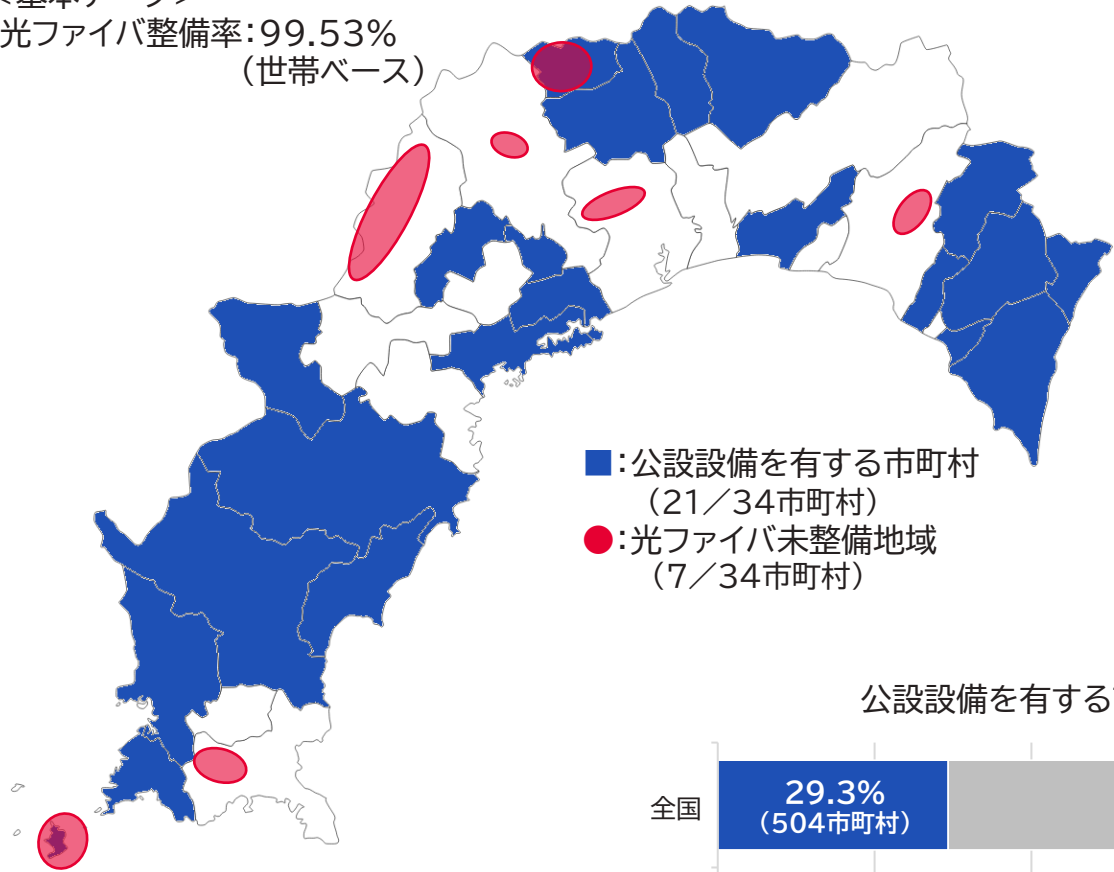 光ファイバ整備率：99.53%
（世帯ベース）
■：公設設備を有する市町村
（21／34市町村）
●：光ファイバ未整備地域
（7／34市町村）
公設設備を有する
全国
29.3%
（504市町村）